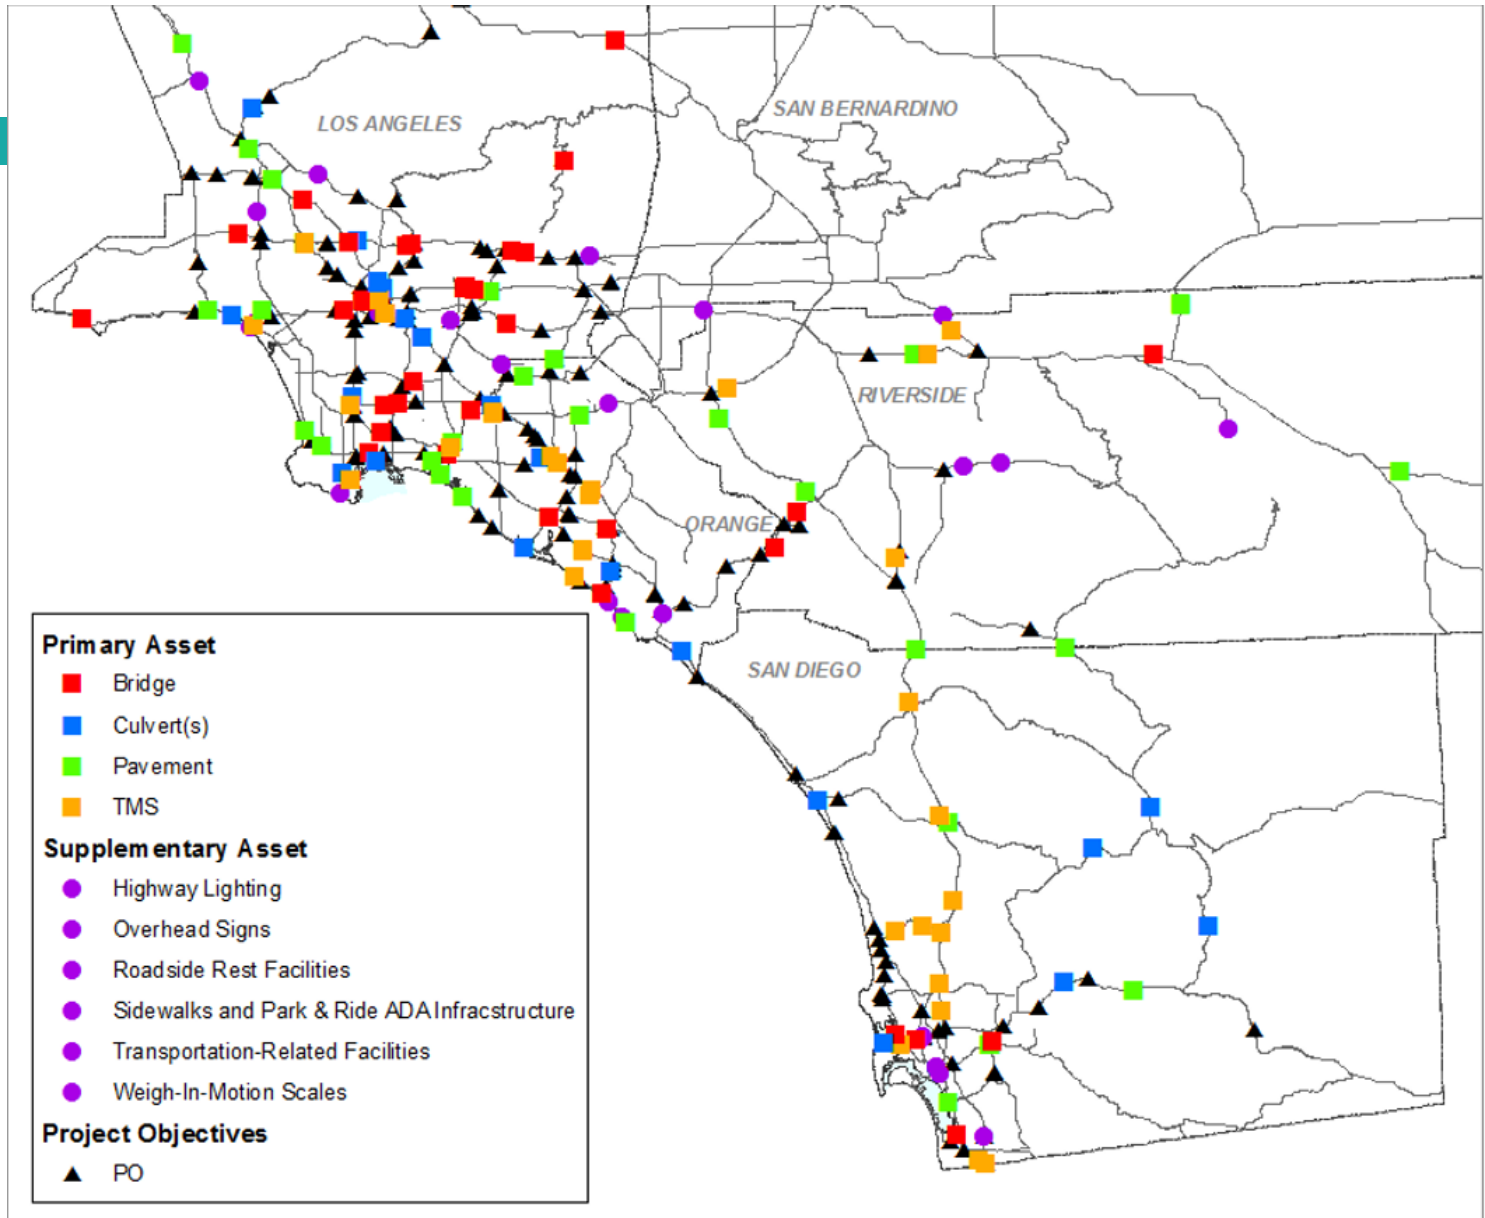 LOS ANGELES
SAN BERNARDINO
RIVERSIDE
ORANGE
SAN DIEGO
Primary Asset
Bridge
Culvert(s)
Pavement
TMS
Supplementary Asset
Highway Lighting
Overhead Signs
Roadside Rest Facilities
Sidewalks and Park & Ride ADA Infracstructure
Transportation-Related Facilities
Weigh-In-Motion Scales
Project Objectives
PO